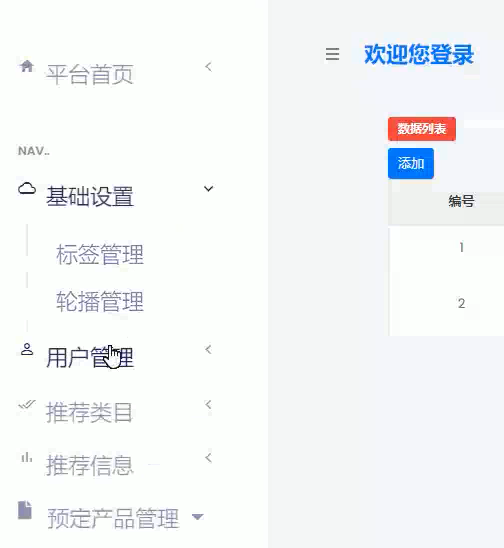 平台首页
NAV..
基础设置
标签管理
轮播管理
用户管理
推荐类目
推荐信息
预定产品管理
欢迎您登录
数据列表
添加
编号
1
2